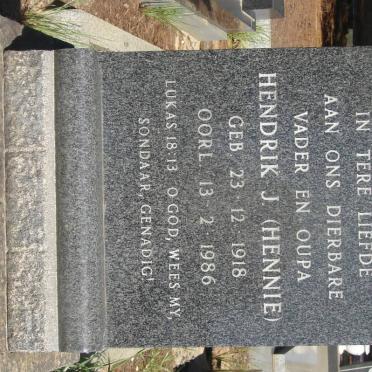 IN TERE LIEFDE
AAN ONS DIERBARE
VADER EN OUPA
HENDRIK J (HENNIE)
GEB 23 12 1918
OORL 13 2 1986
LUKAS 18:13 O GOD, WEES MY,
SONDAAR, GENADIG!